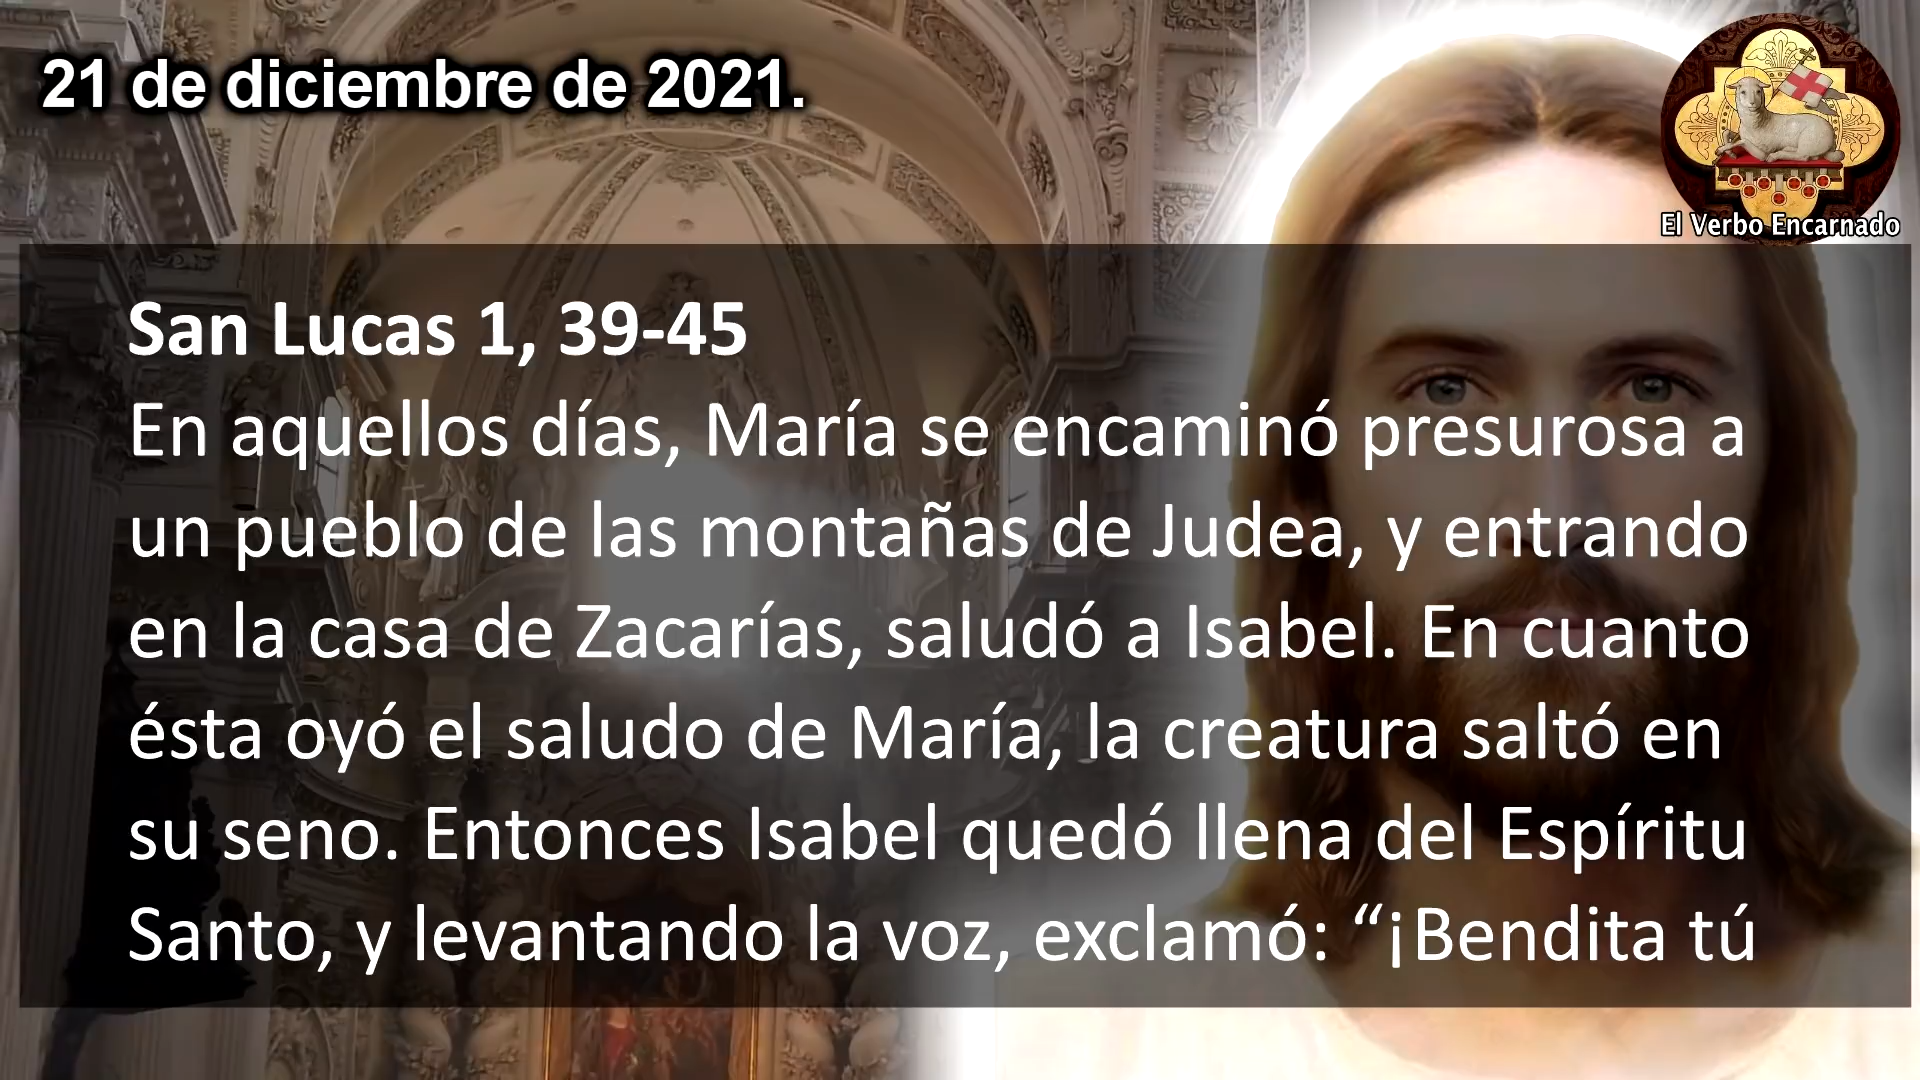 21 de diciembre de 2021.
El Verbo Encarnado
San Lucas 1, 39-45
En aquellos días, María se encaminó presurosa a
un pueblo de las montañas de Judea, y entrando
en la casa de Zacarías, saludó a Isabel. En cuanto
ésta oyó el saludo de María, la creatura saltó en
su seno. Entonces Isabel quedó llena del Espíritu
Santo, y levantando la voz, exclamó: “¡Bendita tú